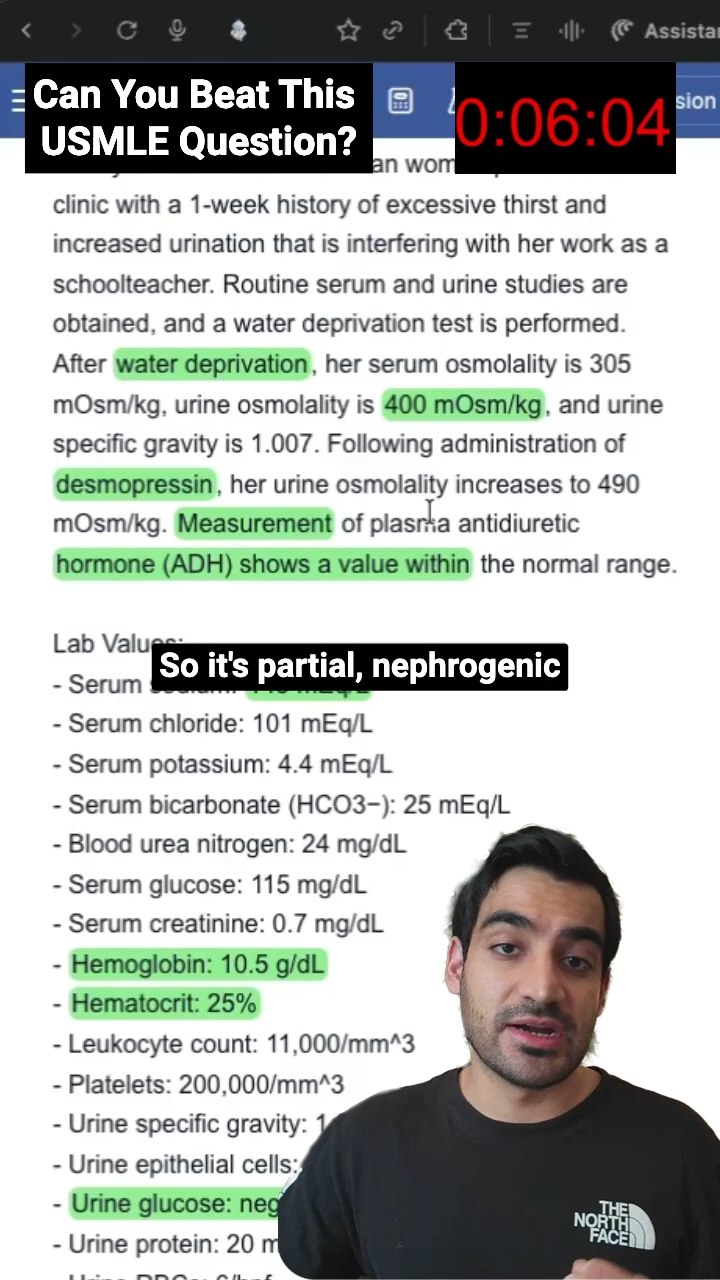 Assista
Can You Beat This
USMLE Question?
0:06:04
sion
an wom
clinic with a 1-week history of excessive thirst and
increased urination that is interfering with her work as a
schoolteacher. Routine serum and urine studies are
obtained, and a water deprivation test is performed.
After water deprivation, her serum osmolality is 305
mOsm/kg, urine osmolality is 400 mOsm/kg, and urine
specific gravity is 1.007. Following administration of
desmopressin, her urine osmolality increases to 490
mOsm/kg. Measurement of plasma antidiuretic
hormone (ADH) shows a value within the normal range.
Lab Values:
So it's partial, nephrogenic
- Serum
- Serum chloride: 101 mEq/L
- Serum potassium: 4.4 mEq/L
- Serum bicarbonate (HCO3−): 25 mEq/L
- Blood urea nitrogen: 24 mg/dL
- Serum glucose: 115 mg/dL
- Serum creatinine: 0.7 mg/dL
- Hemoglobin: 10.5 g/dL
- Hematocrit: 25%
- Leukocyte count: 11,000/mm^3
- Platelets: 200,000/mm^3
- Urine specific gravity: 1
- Urine epithelial cells:
- Urine glucose: neg
- Urine protein: 20 m
THE
NORTH
FACE